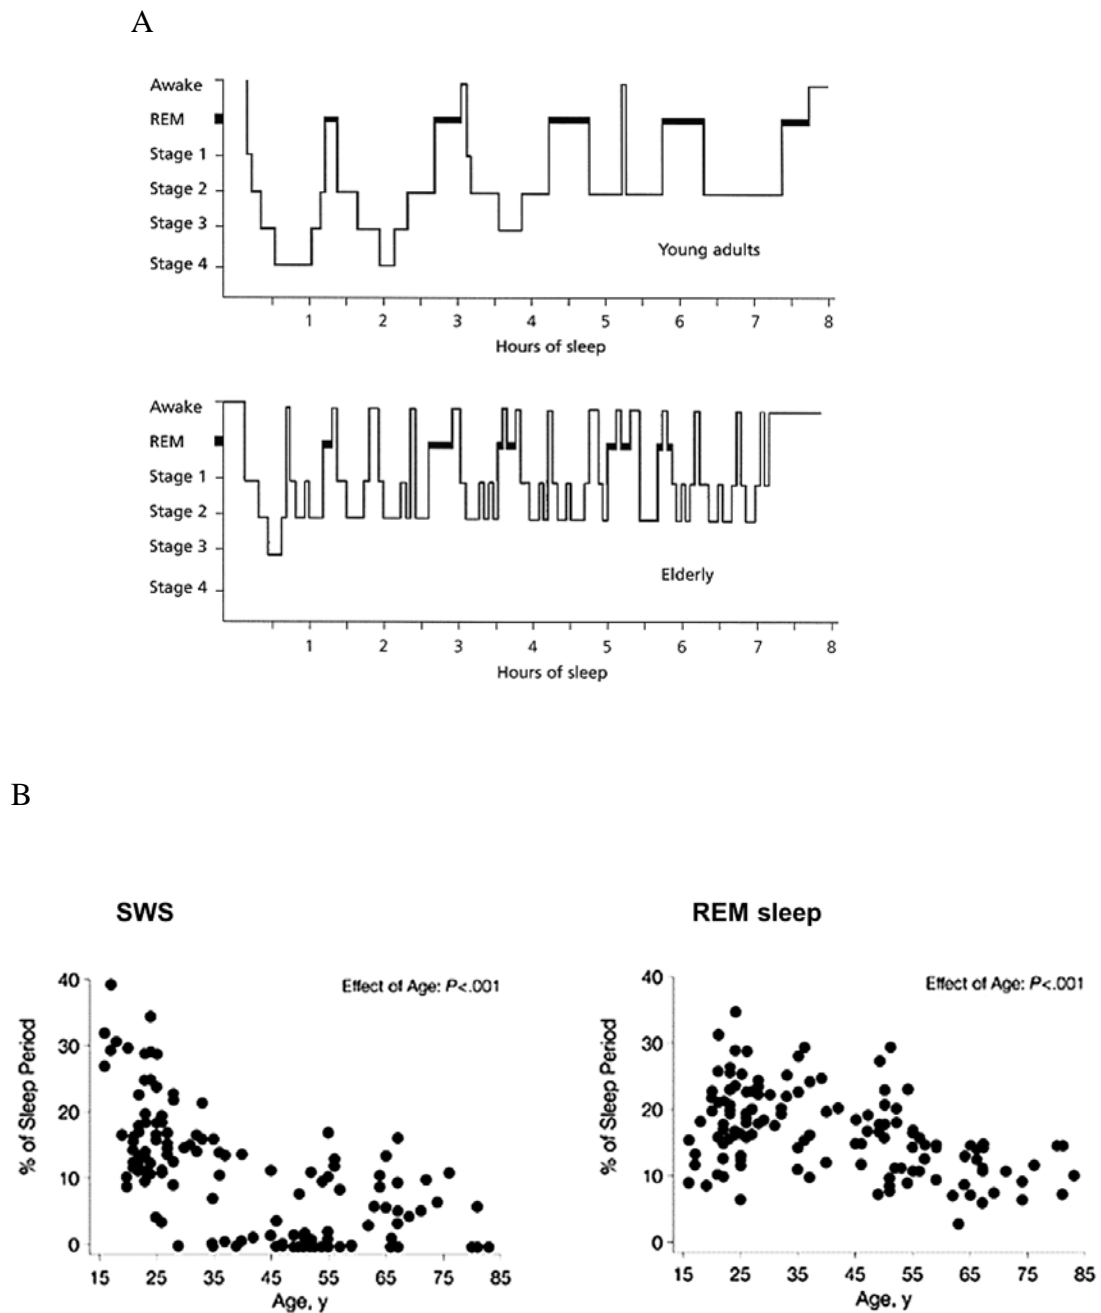 A
Awake
REM
Stage 1
Stage 2
Stage 3
Stage 4
Young adults
1 2 3 4 5 6 7 8
Hours of sleep
Awake
REM
Stage 1
Stage 2
Stage 3
Stage 4
Elderly
1 2 3 4 5 6 7 8
Hours of sleep
B
SWS
Effect of Age: P<.001
% of Sleep Period
40
30
20
10
0
15 25 35 45 55 65 75 85
Age, y
REM sleep
Effect of Age: P<.001
% of Sleep Period
40
30
20
10
0
15 25 35 45 55 65 75 85
Age, y